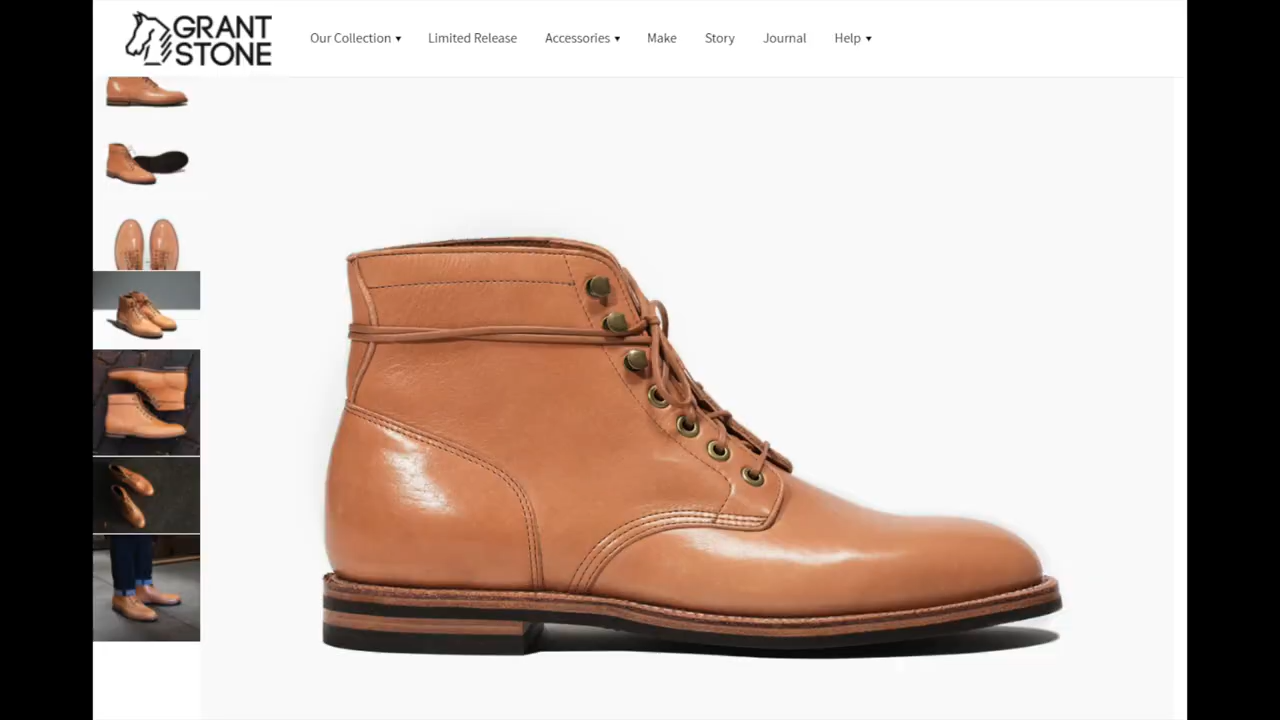 GRANT
STONE
Our Collection ▾ Limited Release Accessories ▾ Make Story Journal Help ▾